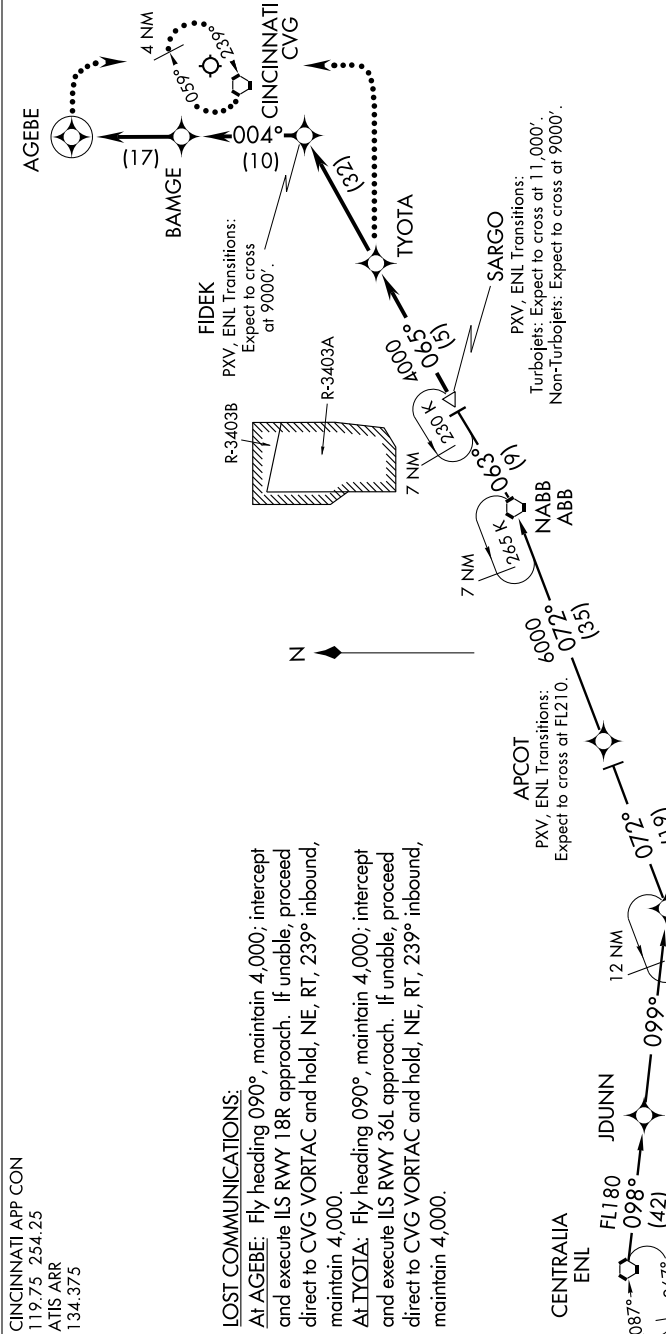 CINCINNATI APP CON
119.75 254.25
ATIS ARR
134.375
LOST COMMUNICATIONS:
At AGEBE: Fly heading 090°, maintain 4,000; intercept
and execute ILS RWY 18R approach. If unable, proceed
direct to CVG VORTAC and hold, NE, RT, 239° inbound,
maintain 4,000.
At TYOTA: Fly heading 090°, maintain 4,000; intercept
and execute ILS RWY 36L approach. If unable, proceed
direct to CVG VORTAC and hold, NE, RT, 239° inbound,
maintain 4,000.
AGEBE
(17)
BAMGE
4 NM
059°
239°
CINCINNATI
CVG
004°
(10)
FIDEK
PXV, ENL Transitions:
Expect to cross
at 9000'.
(32)
TYOTA
R-3403B
R-3403A
4000
065°
(5)
SARGO
PXV, ENL Transitions:
Turbojets: Expect to cross at 11,000'.
Non-Turbojets: Expect to cross at 9000'.
7 NM
230 K
063°
(9)
NABB
ABB
7 NM
265 K
N
6000
072°
(35)
APCOT
PXV, ENL Transitions:
Expect to cross at FL210.
072°
(19)
12 NM
099°
JDUNN
FL180
098°
(42)
CENTRALIA
ENL
087°